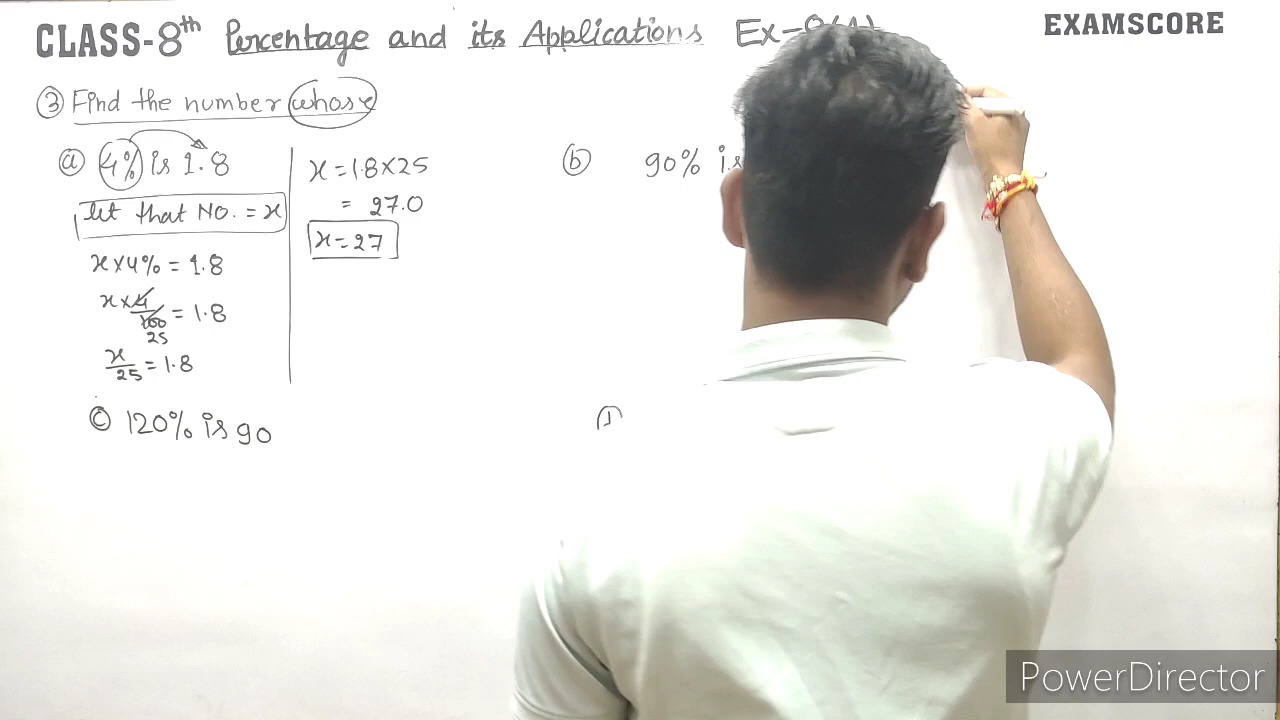 CLASS-8th Percentage and its Applications Ex-
EXAMSCORE
③ Find the number whose
ⓐ 4% is 1.8
let that No. = x
x×4% = 1.8
x×4/100 = 1.8
25
x/25 = 1.8
x = 1.8×25
= 27.0
x = 27
ⓑ 90% is
ⓒ 120% is 90
PowerDirector